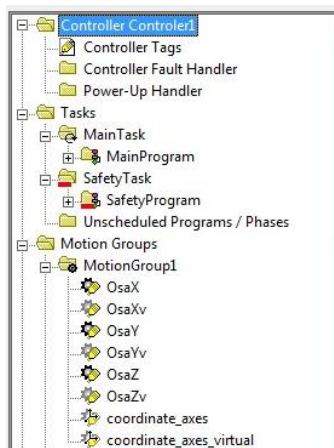 Controller Controler1
Controller Tags
Controller Fault Handler
Power-Up Handler
Tasks
MainTask
MainProgram
SafetyTask
SafetyProgram
Unscheduled Programs / Phases
Motion Groups
MotionGroup1
OsaX
OsaXv
OsaY
OsaYv
OsaZ
OsaZv
coordinate_axes
coordinate_axes_virtual